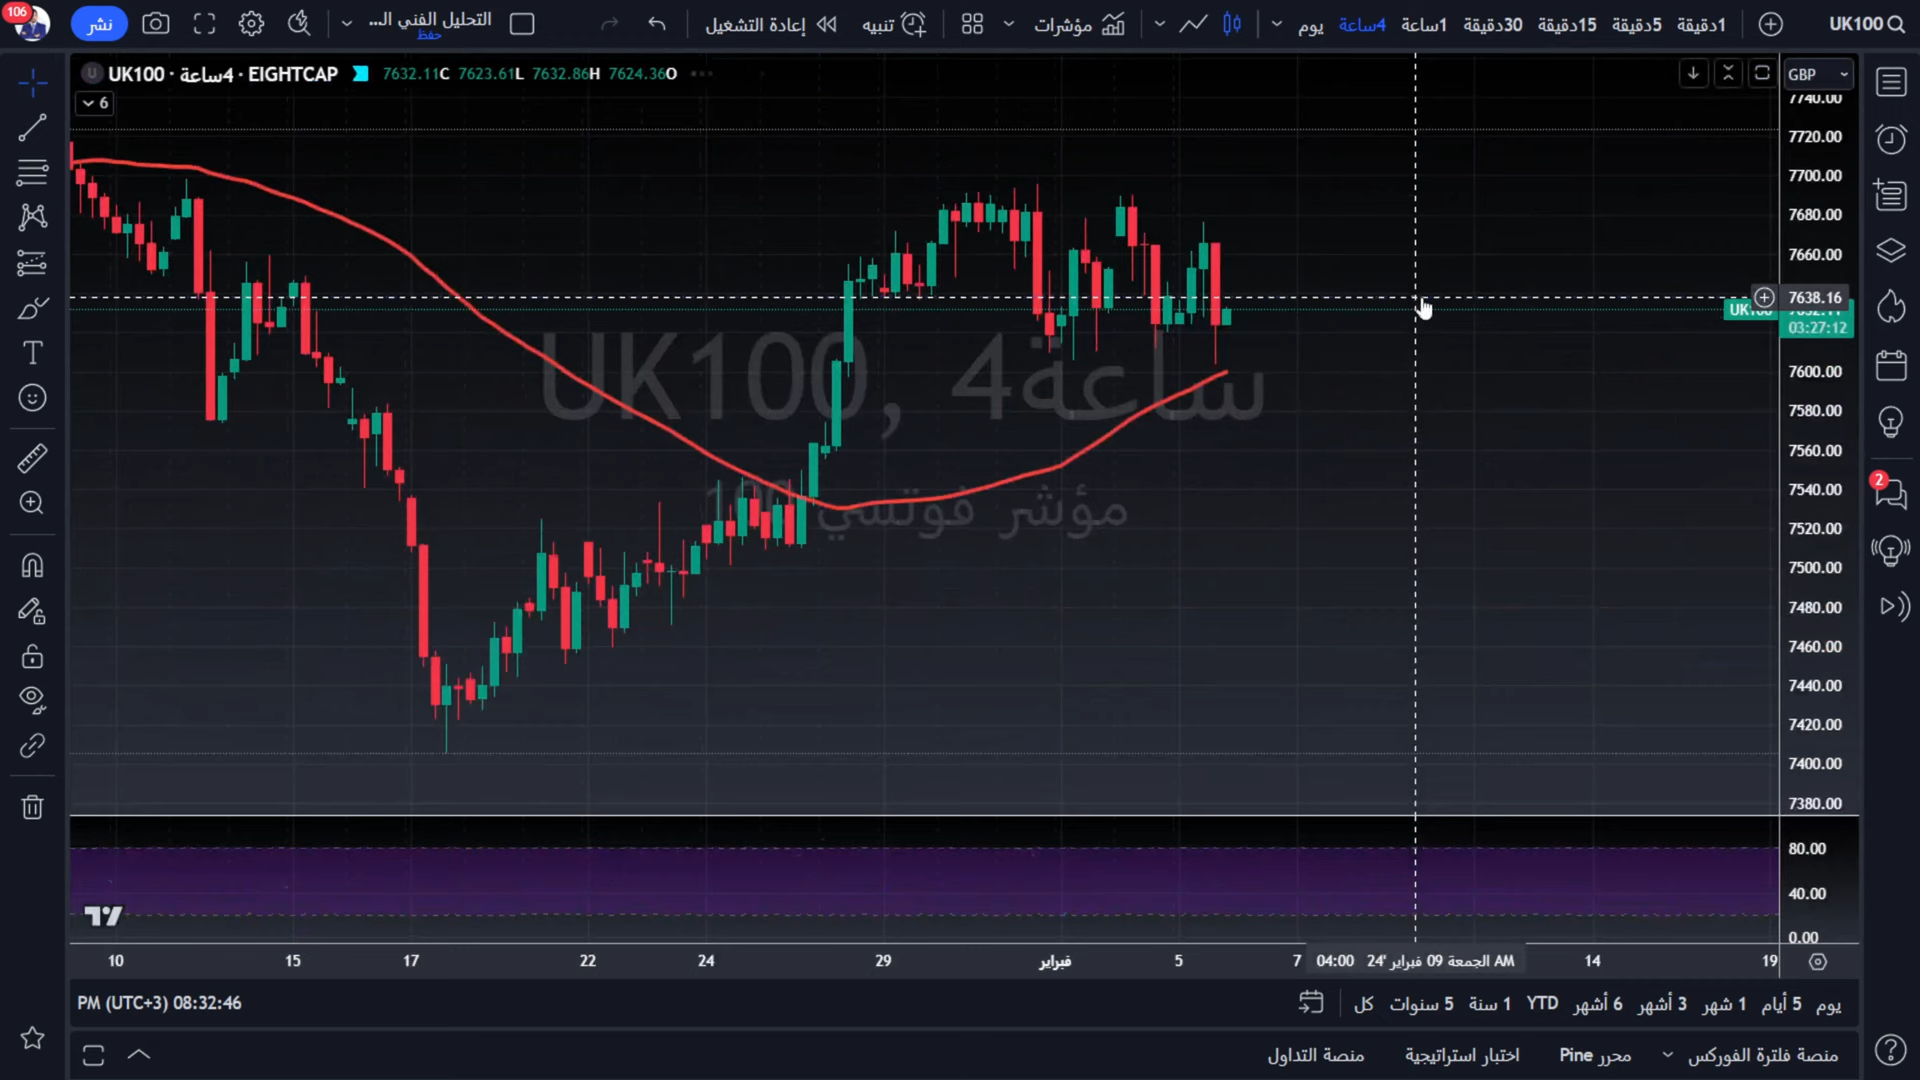 106
نشر
التحليل الفني الـ...
حفظ
إعادة التشغيل
تنبيه
مؤشرات
يوم
4ساعة
1ساعة
30دقيقة
15دقيقة
5دقيقة
1دقيقة
UK100
UK100 · 4ساعة · EIGHTCAP
7632.11C 7623.61L 7632.86H 7624.36O
6
GBP
7740.00
7720.00
7700.00
7680.00
7660.00
7638.16
03:27:12
7600.00
7580.00
7560.00
7540.00
7520.00
7500.00
7480.00
7460.00
7440.00
7420.00
7400.00
7380.00
UK100, 4ساعة
مؤشر فوتسي 100
2
80.00
40.00
0.00
10
15
17
22
24
29
فبراير
5
7
04:00 AM الجمعة 09 فبراير '24
14
19
PM (UTC+3) 08:32:46
كل
5 سنوات
1 سنة
YTD
6 أشهر
3 أشهر
1 شهر
5 أيام
يوم
منصة التداول
اختبار استراتيجية
محرر Pine
منصة فلترة الفوركس